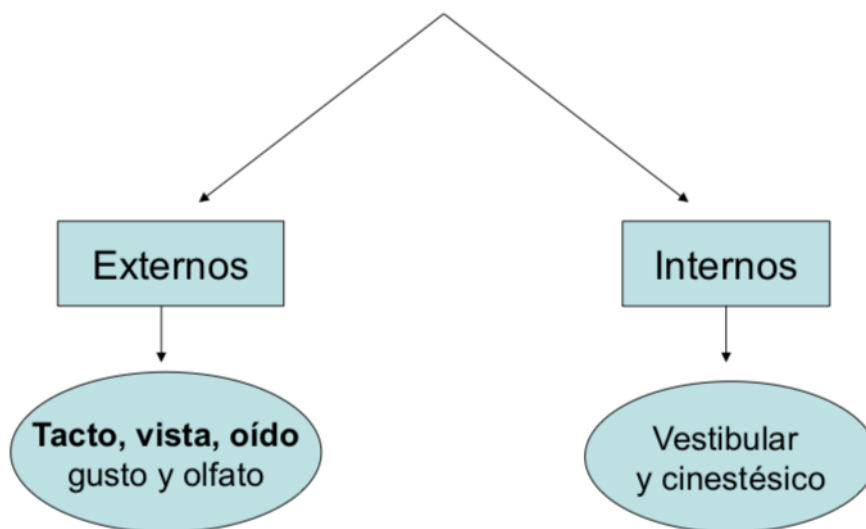 Externos
Internos
Tacto, vista, oído
gusto y olfato
Vestibular
y cinestésico